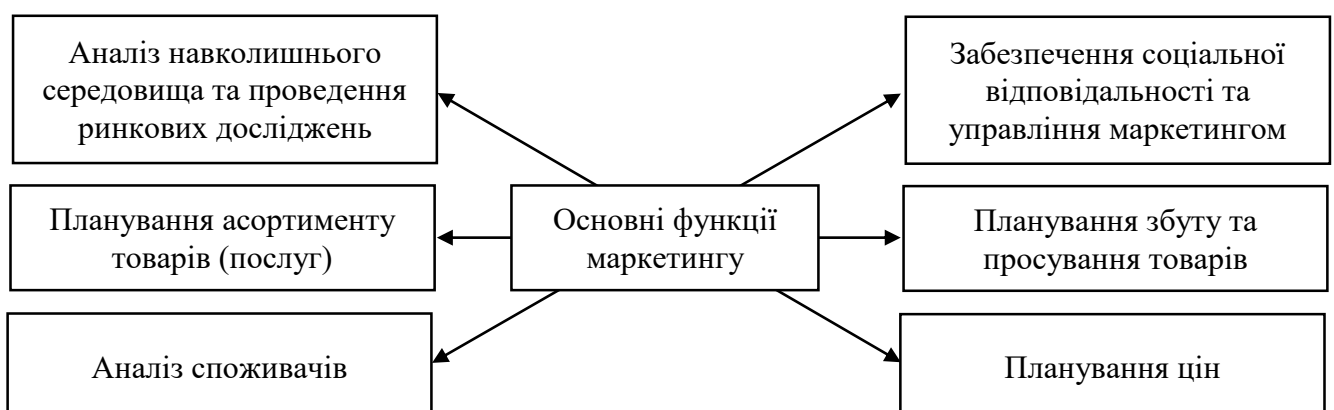 Аналіз навколишнього
середовища та проведення
ринкових досліджень
Забезпечення соціальної
відповідальності та
управління маркетингом
Планування асортименту
товарів (послуг)
Основні функції
маркетингу
Планування збуту та
просування товарів
Аналіз споживачів
Планування цін